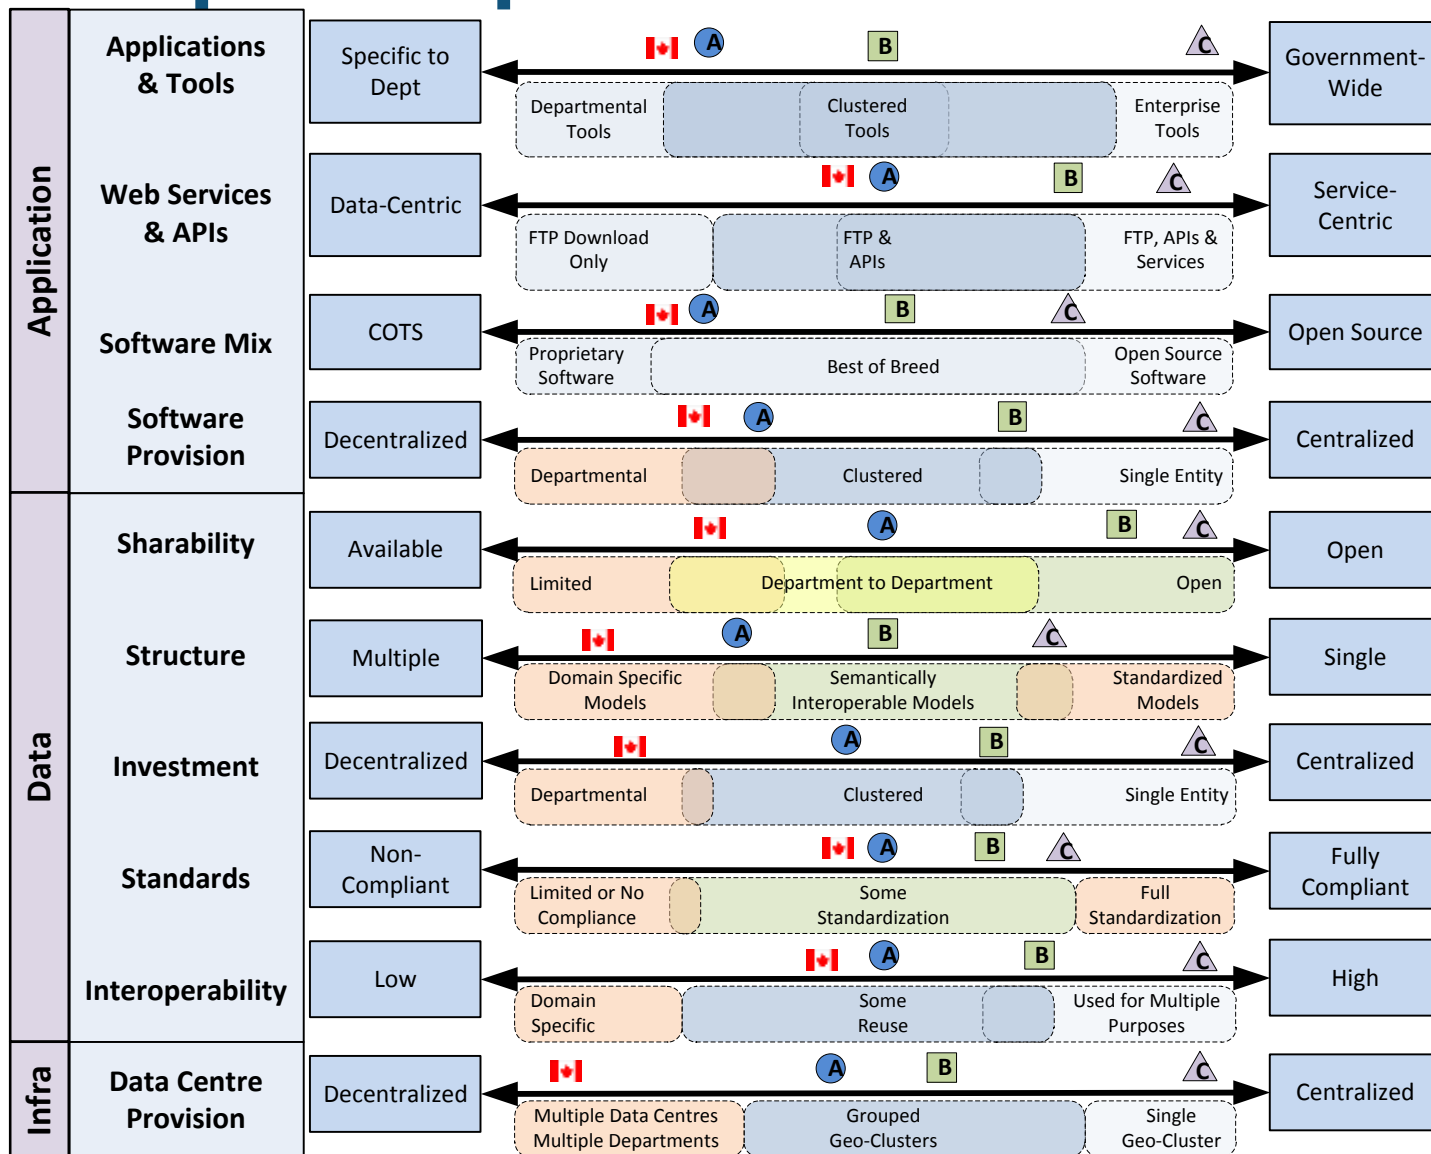 Application
Applications
& Tools
Specific to
Dept
A
B
C
Government-
Wide
Departmental
Tools
Clustered
Tools
Enterprise
Tools
Web Services
& APIs
Data-Centric
A
B
C
Service-
Centric
FTP Download
Only
FTP &
APIs
FTP, APIs &
Services
Software Mix
COTS
A
B
C
Open Source
Proprietary
Software
Best of Breed
Open Source
Software
Software
Provision
Decentralized
A
B
C
Centralized
Departmental
Clustered
Single Entity
Data
Sharability
Available
A
B
C
Open
Limited
Department to Department
Open
Structure
Multiple
A
B
C
Single
Domain Specific
Models
Semantically
Interoperable Models
Standardized
Models
Investment
Decentralized
A
B
C
Centralized
Departmental
Clustered
Single Entity
Standards
Non-
Compliant
A
B
C
Fully
Compliant
Limited or No
Compliance
Some
Standardization
Full
Standardization
Interoperability
Low
A
B
C
High
Domain
Specific
Some
Reuse
Used for Multiple
Purposes
Infra
Data Centre
Provision
Decentralized
A
B
C
Centralized
Multiple Data Centres
Multiple Departments
Grouped
Geo-Clusters
Single
Geo-Cluster